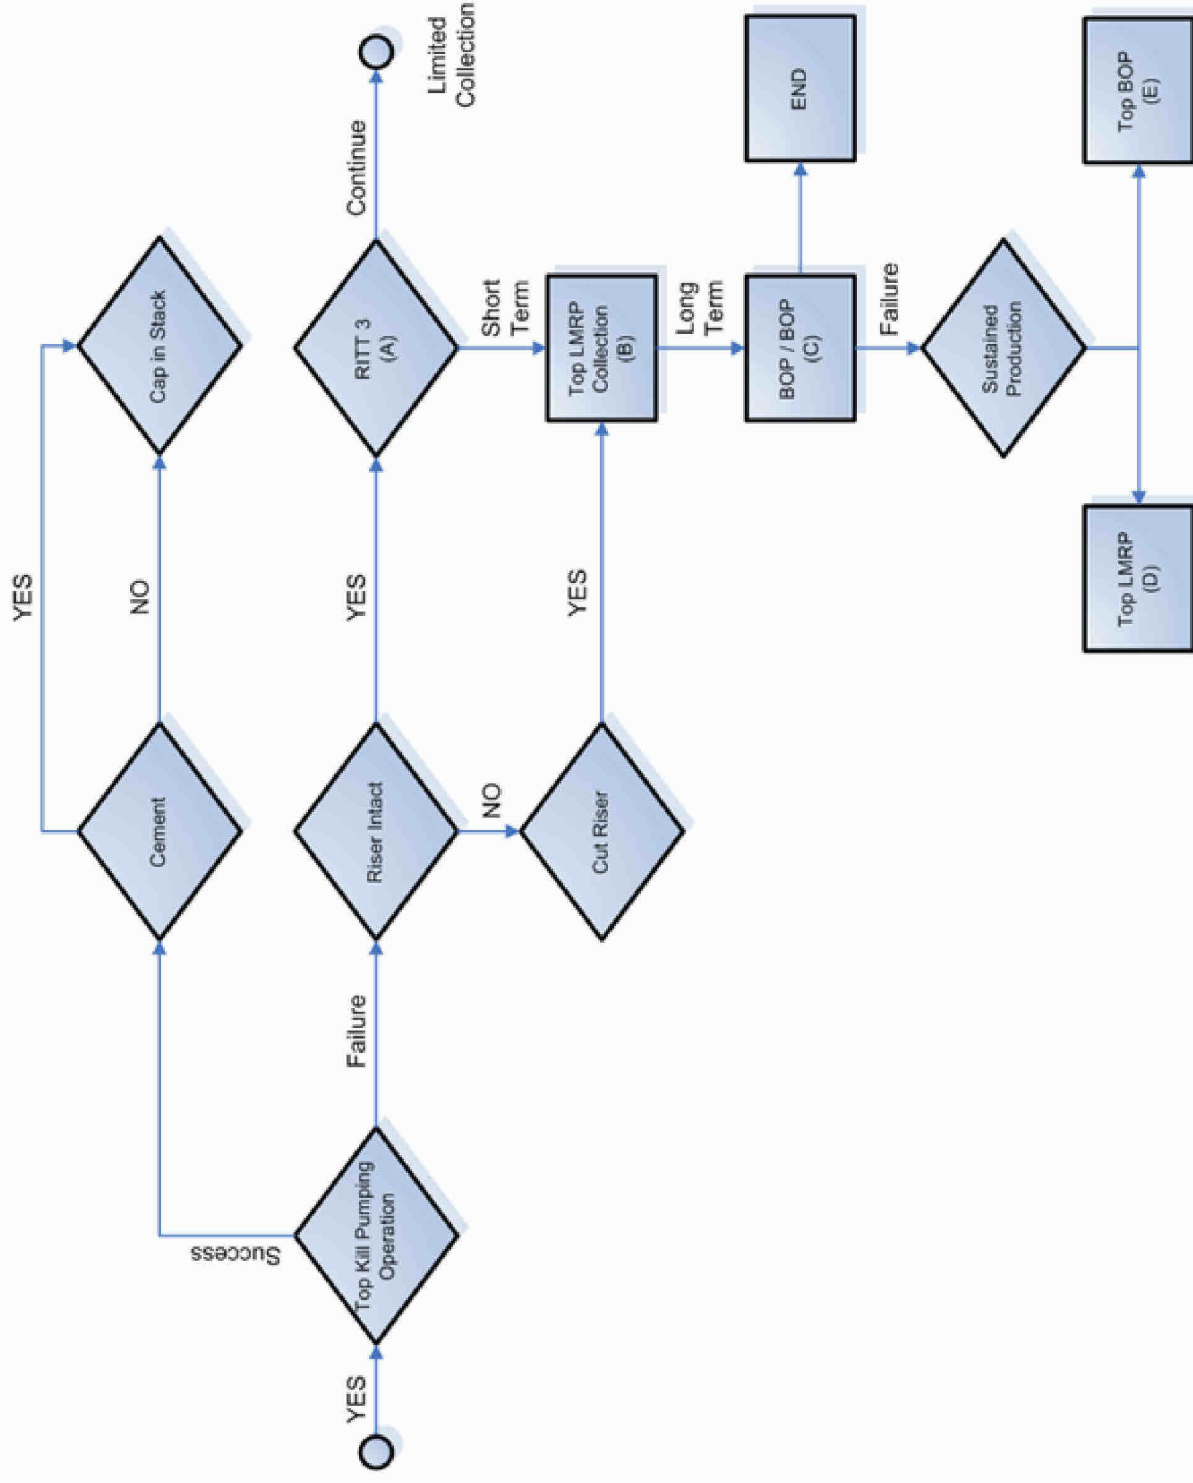 YES
Top Kill Pumping
Operation
Success
Failure
Cement
YES
NO
Cap in Stack
Riser Intact
YES
NO
RITT 3
(A)
Continue
Limited
Collection
Short
Term
Cut Riser
YES
Top LMRP
Collection
(B)
Long
Term
BOP / BOP
(C)
END
Failure
Sustained
Production
Top LMRP
(D)
Top BOP
(E)